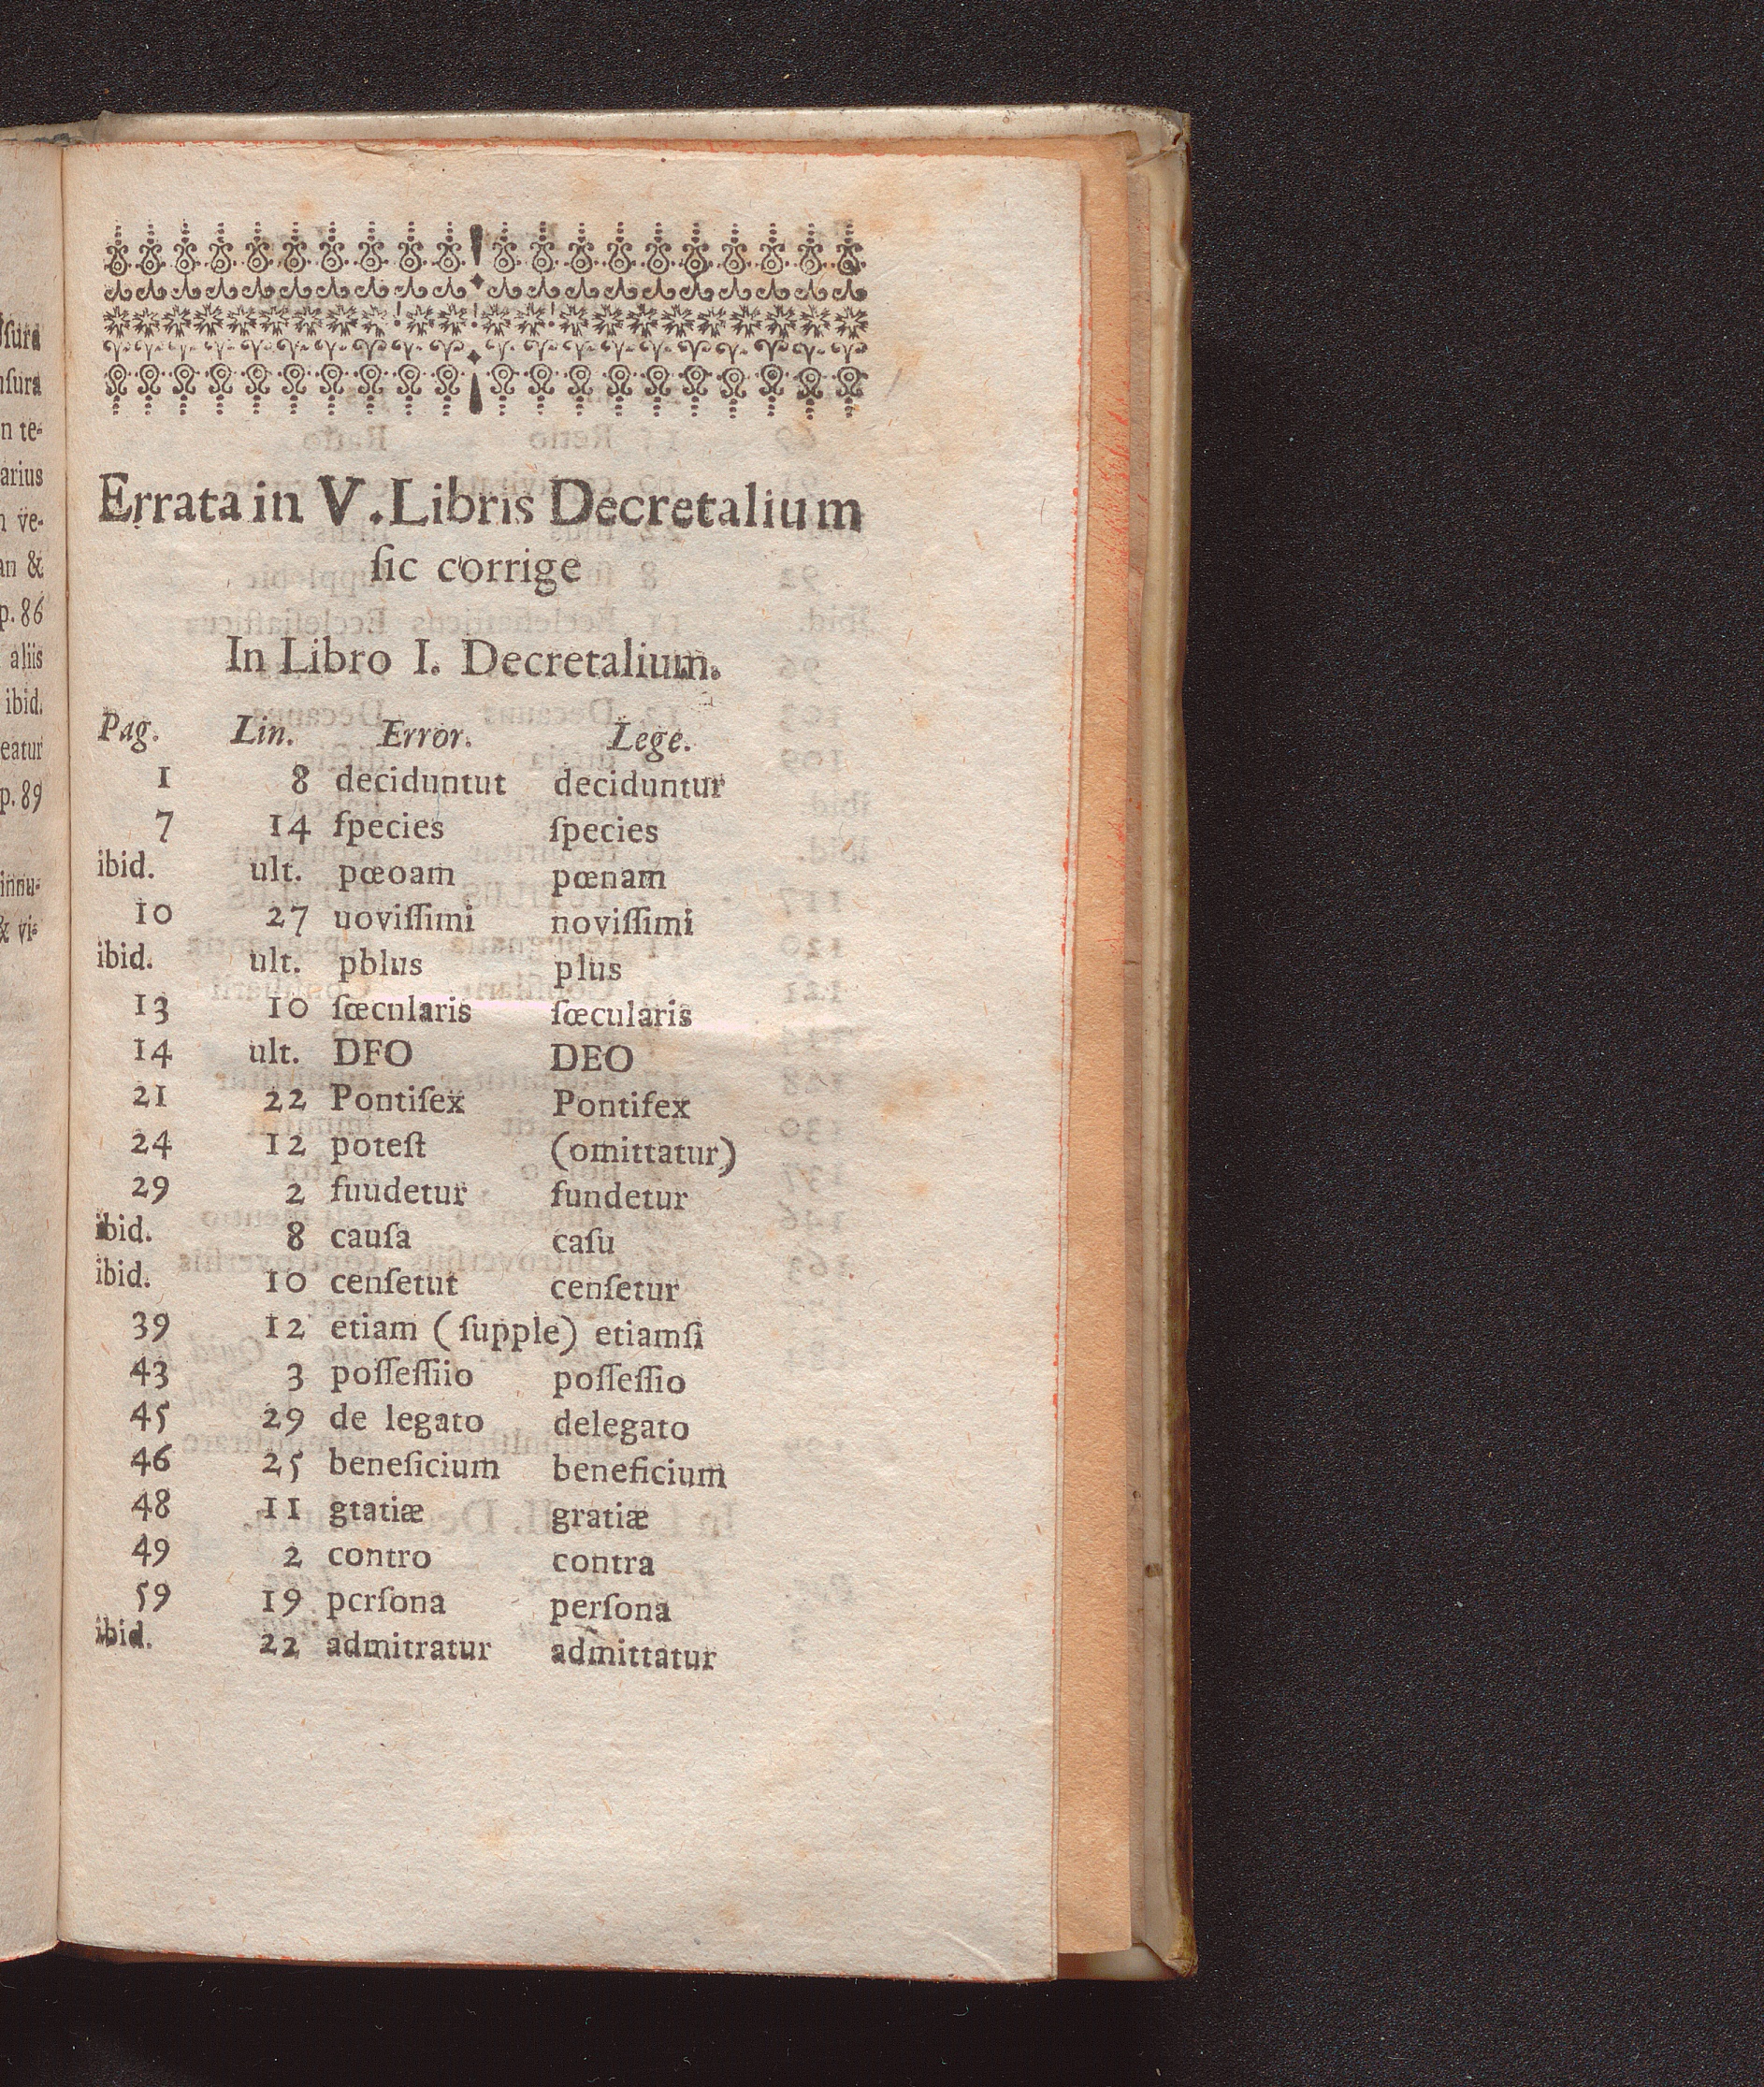 Errata in V. Libris Decretalium
ſic corrige
In Libro I. Decretalium.
Pag. Lin. Error. Lege.
1 8 deciduntut deciduntur
7 14 fpecies ſpecies
ibid. ult. pœoam pœnam
10 27 uoviſſimi noviſſimi
ibid. ult. pblus plus
13 10 ſœcnlaris ſœcularis
14 ult. DFO DEO
21 22 Pontiſex Pontifex
24 12 poteſt (omittatur)
29 2 fuudetur fundetur
ibid. 8 cauſa caſu
ibid. 10 cenſetut cenſetur
39 12 etiam (ſupple) etiamſi
43 3 poſſeſſiio poſſeſſio
45 29 de legato delegato
46 25 beneſicium beneficium
48 11 gtatiæ gratiæ
49 2 contro contra
59 19 pcrſona perſona
ibid. 22 admitratur admittatur